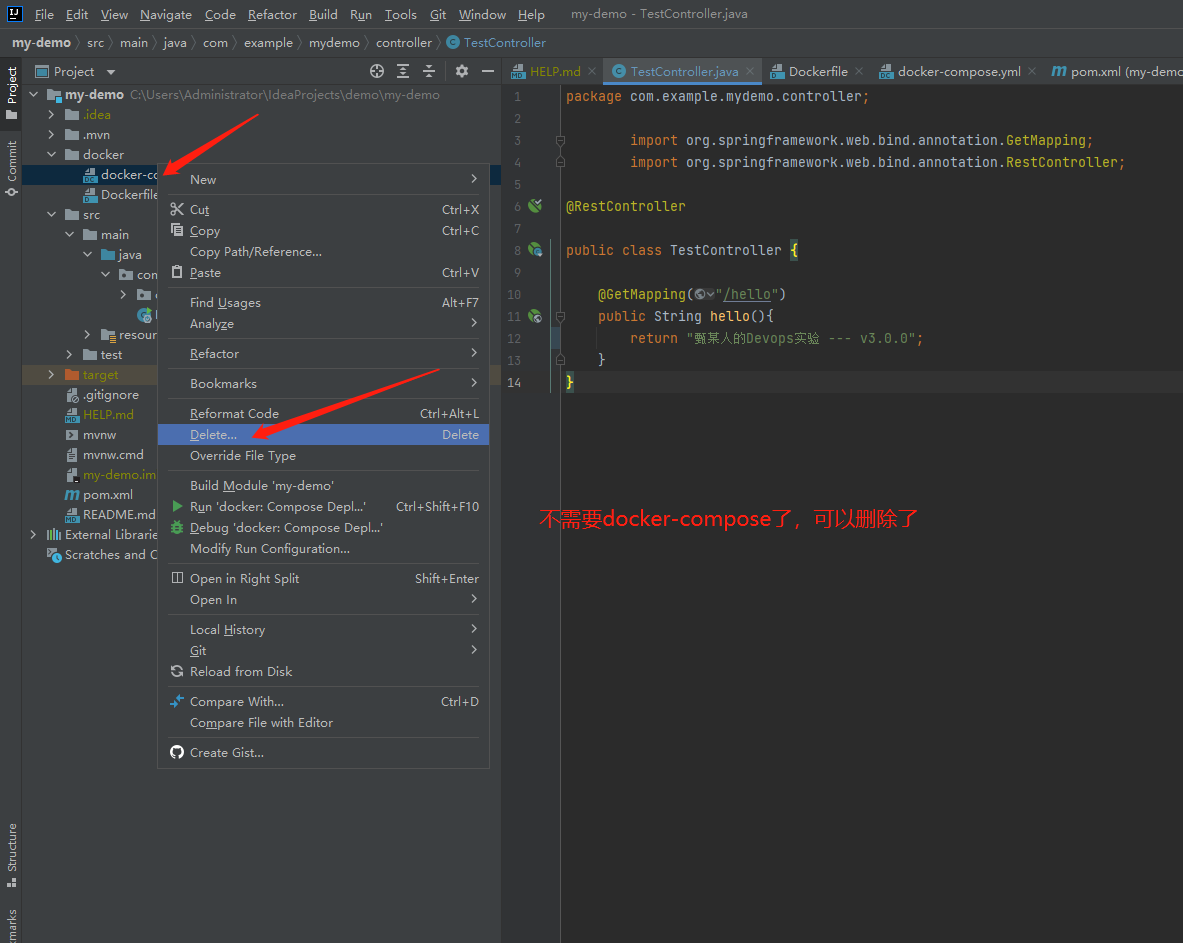 File Edit View Navigate Code Refactor Build Run Tools Git Window Help my-demo - TestController.java
my-demo src main java com example mydemo controller TestController
Project
HELP.md TestController.java Dockerfile docker-compose.yml pom.xml (my-demo
Project
Commit
Structure
my-demo C:\Users\Administrator\IdeaProjects\demo\my-demo
.idea
.mvn
docker
docker-co
Dockerfile
src
main
java
com
resour
test
target
.gitignore
HELP.md
mvnw
mvnw.cmd
my-demo.im
pom.xml
README.md
External Librarie
Scratches and C
New
Cut Ctrl+X
Copy Ctrl+C
Copy Path/Reference...
Paste Ctrl+V
Find Usages Alt+F7
Analyze
Refactor
Bookmarks
Reformat Code Ctrl+Alt+L
Delete... Delete
Override File Type
Build Module 'my-demo'
Run 'docker: Compose Depl...' Ctrl+Shift+F10
Debug 'docker: Compose Depl...'
Modify Run Configuration...
Open in Right Split Shift+Enter
Open In
Local History
Git
Reload from Disk
Compare With... Ctrl+D
Compare File with Editor
Create Gist...
1 package com.example.mydemo.controller;
2
3 import org.springframework.web.bind.annotation.GetMapping;
4 import org.springframework.web.bind.annotation.RestController;
5
6 @RestController
7
8 public class TestController {
9
10 @GetMapping("/hello")
11 public String hello(){
12 return "甄某人的Devops实验 --- v3.0.0";
13 }
14 }
不需要docker-compose了，可以删除了